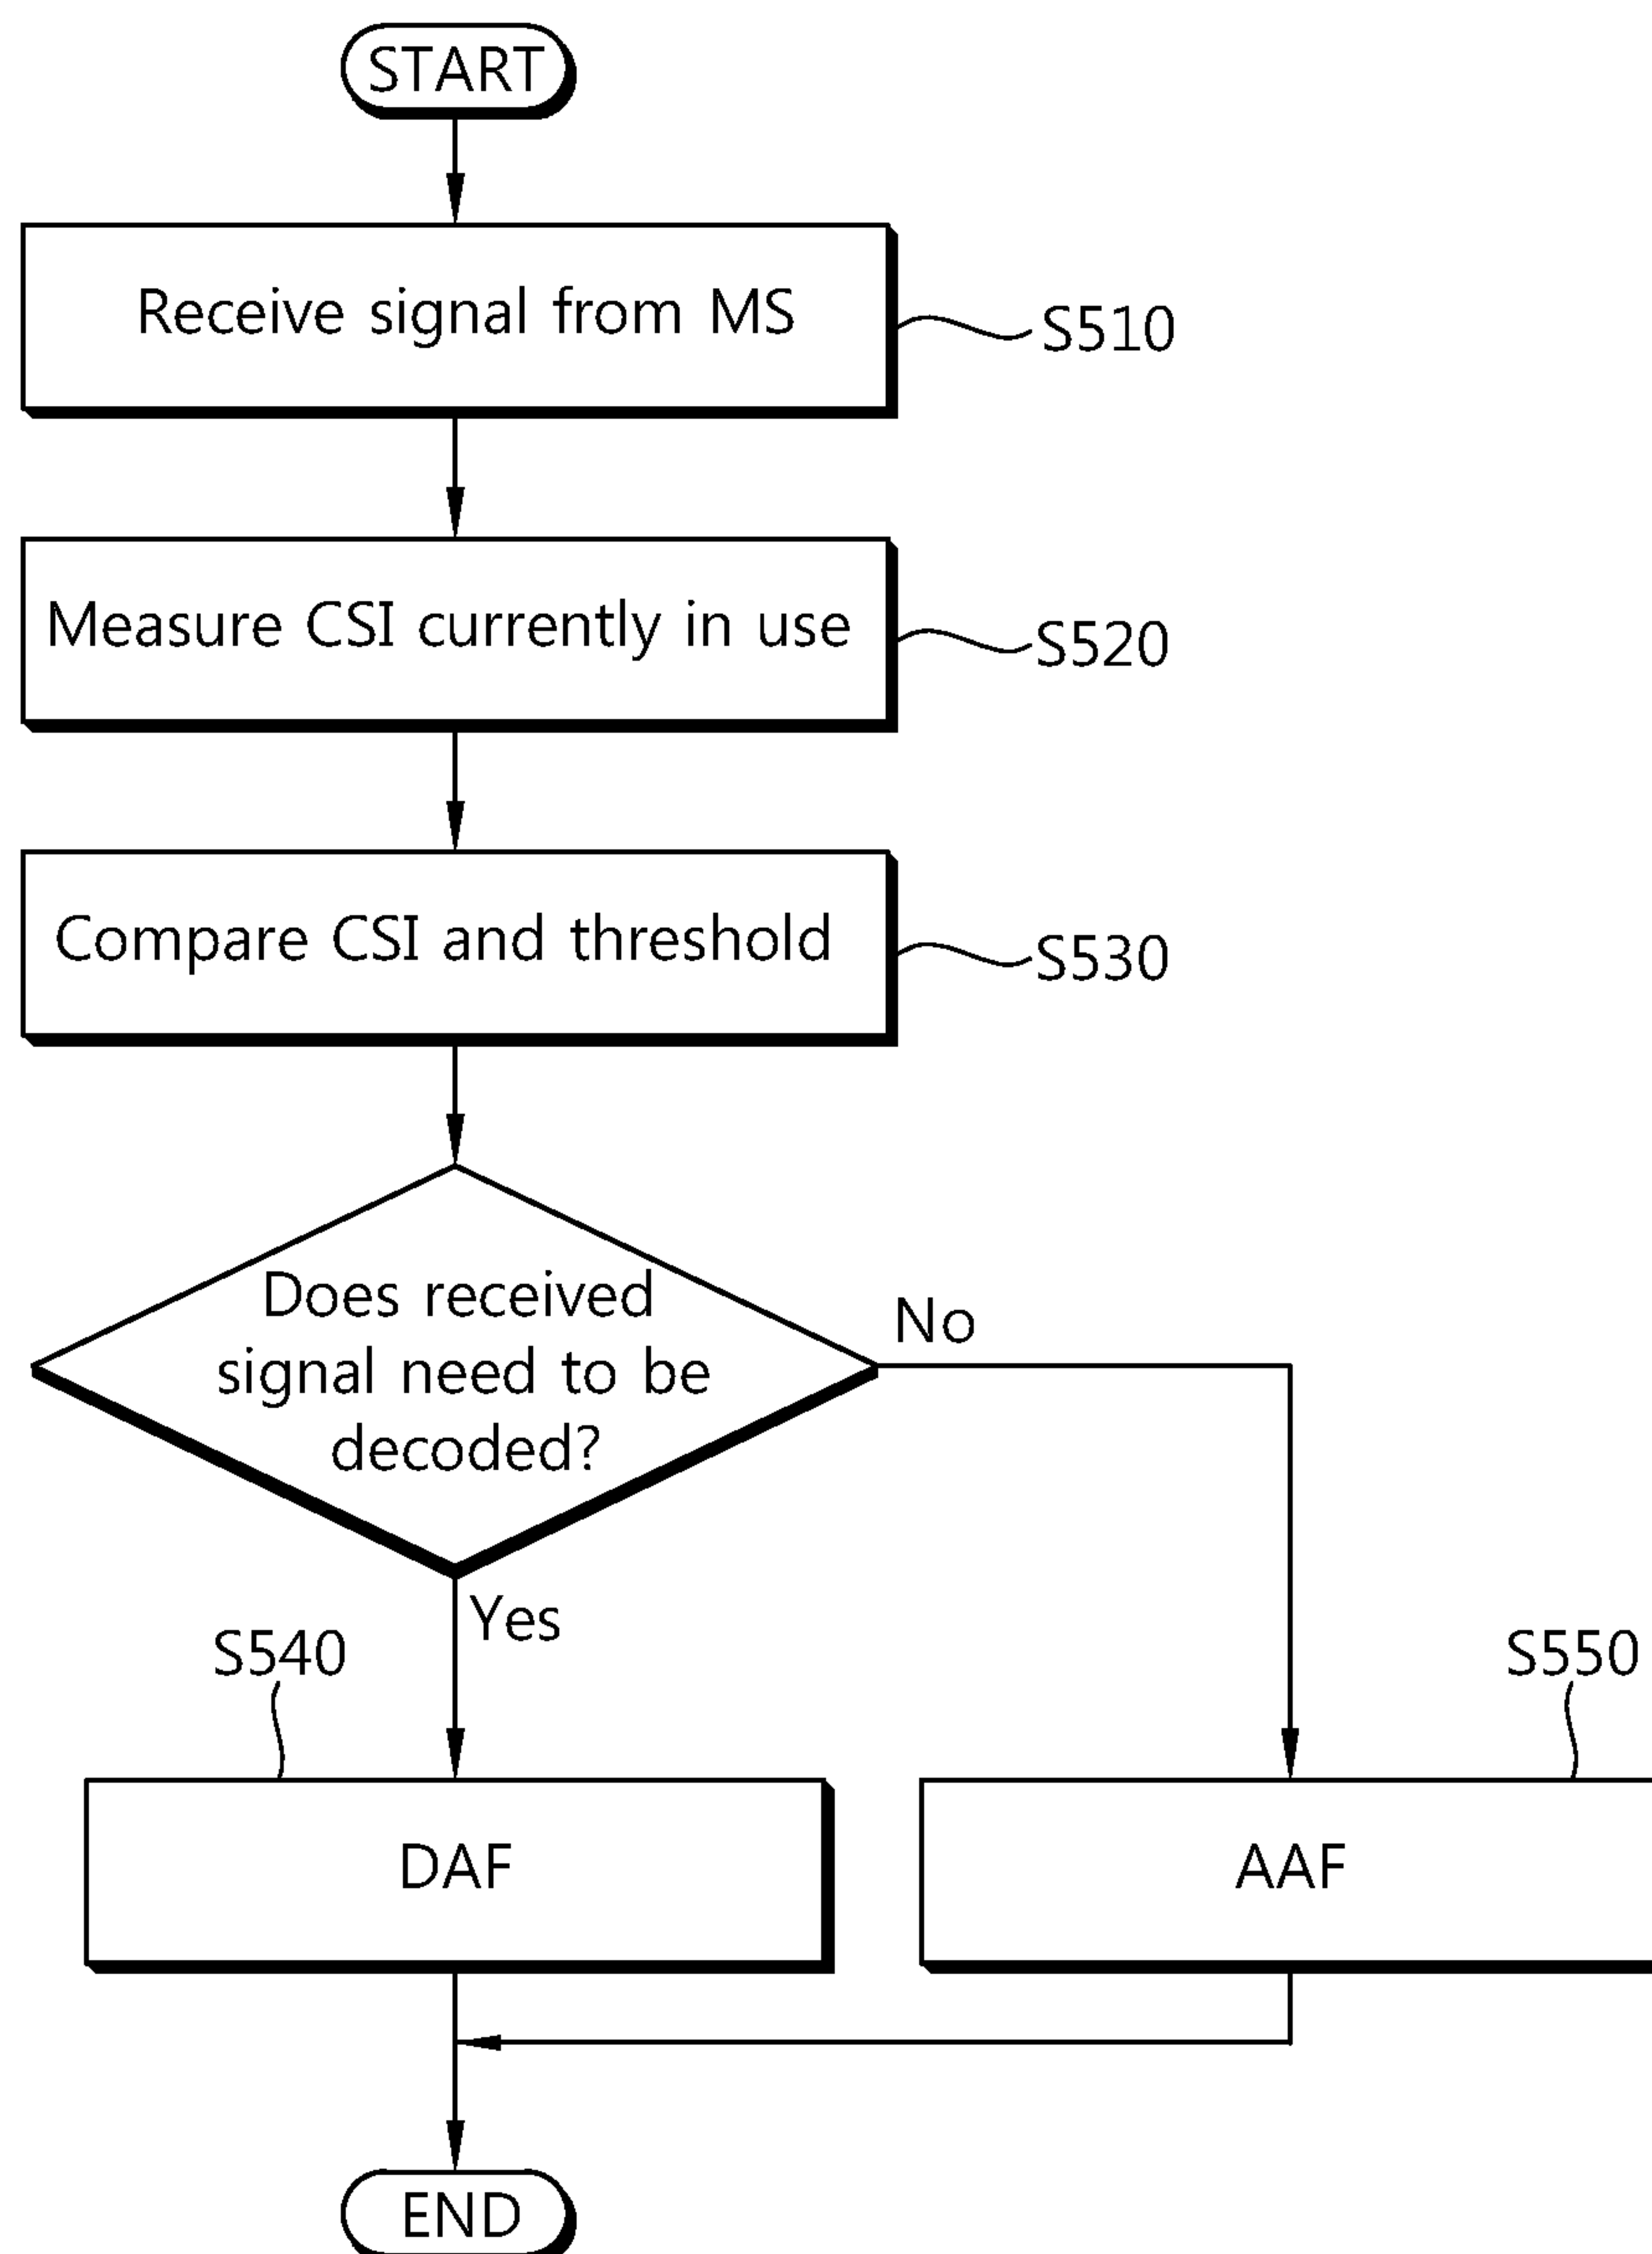 START
Receive signal from MS
S510
Measure CSI currently in use
S520
Compare CSI and threshold
S530
Does received
signal need to be
decoded?
No
Yes
S540
S550
DAF
AAF
END